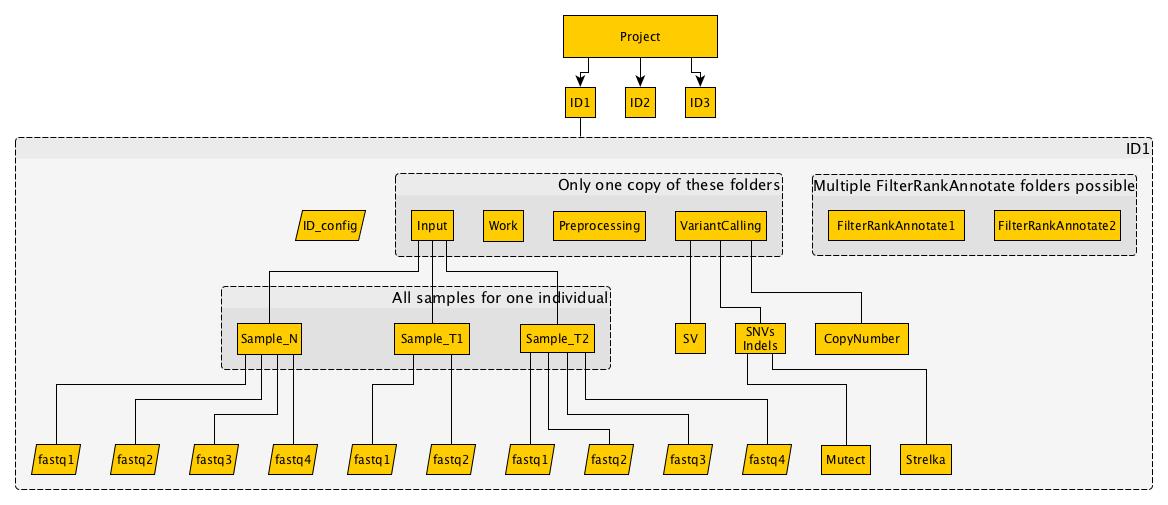 Project
ID1
ID2
ID3
ID1
Only one copy of these folders
Multiple FilterRankAnnotate folders possible
ID_config
Input
Work
Preprocessing
VariantCalling
FilterRankAnnotate1
FilterRankAnnotate2
All samples for one individual
Sample_N
Sample_T1
Sample_T2
SV
SNVs
Indels
CopyNumber
fastq1
fastq2
fastq3
fastq4
fastq1
fastq2
fastq1
fastq2
fastq3
fastq4
Mutect
Strelka